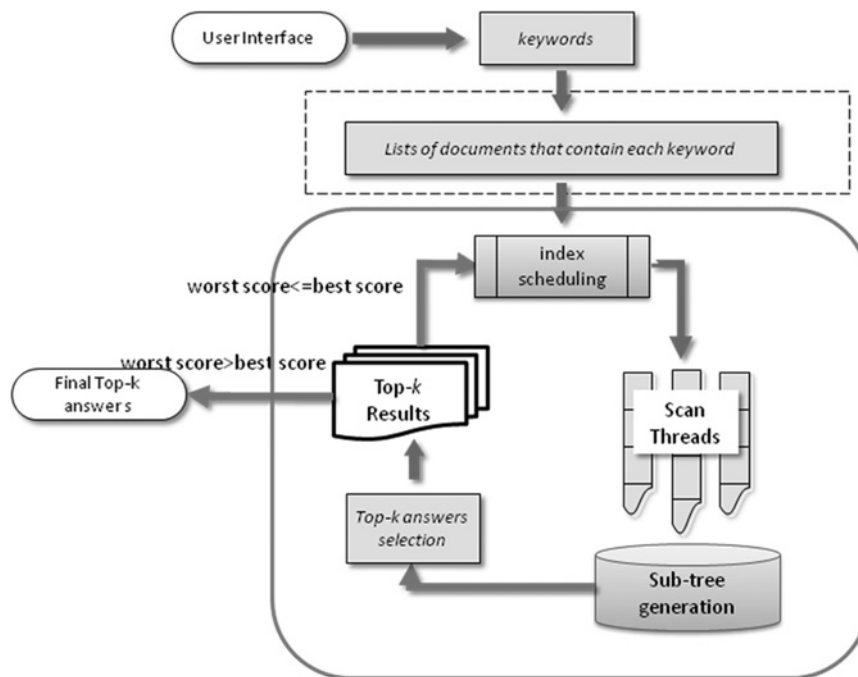 User Interface
keywords
Lists of documents that contain each keyword
index
scheduling
worst score<=best score
worst score>best score
Final Top-k
answers
Top-k
Results
Scan
Threads
Top-k answers
selection
Sub-tree
generation